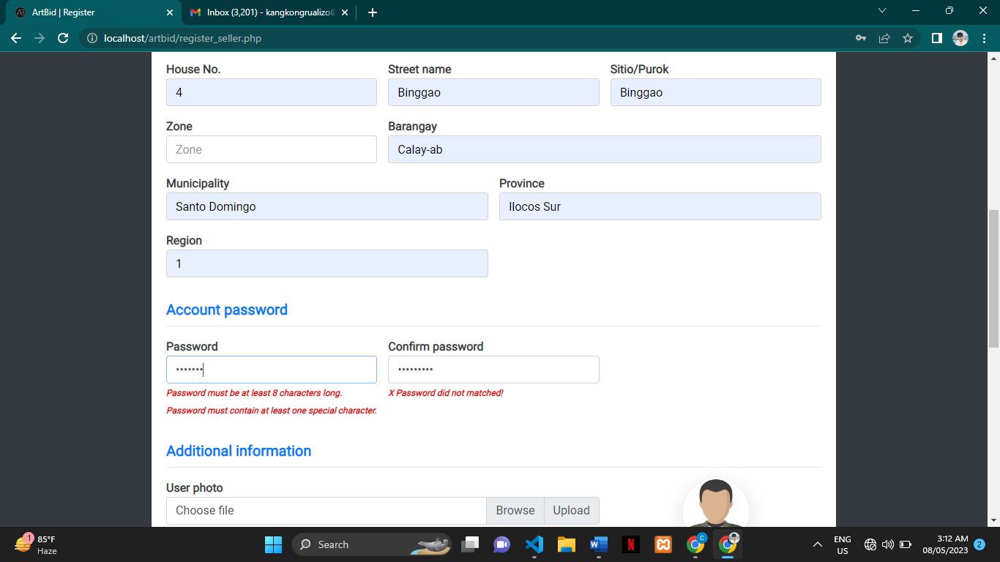 ArtBid | Register
Inbox (3,201) - kangkongrualizo@
localhost/artbid/register_seller.php
House No. Street name Sitio/Purok
4 Binggao Binggao
Zone Barangay
Zone Calay-ab
Municipality Province
Santo Domingo Ilocos Sur
Region
1
Account password
Password Confirm password
••••••• •••••••••
Password must be at least 8 characters long. X Password did not matched!
Password must contain at least one special character.
Additional information
User photo
Choose file Browse Upload
1 85°F
Haze
Search
C
ENG
US
3:12 AM
08/05/2023
2